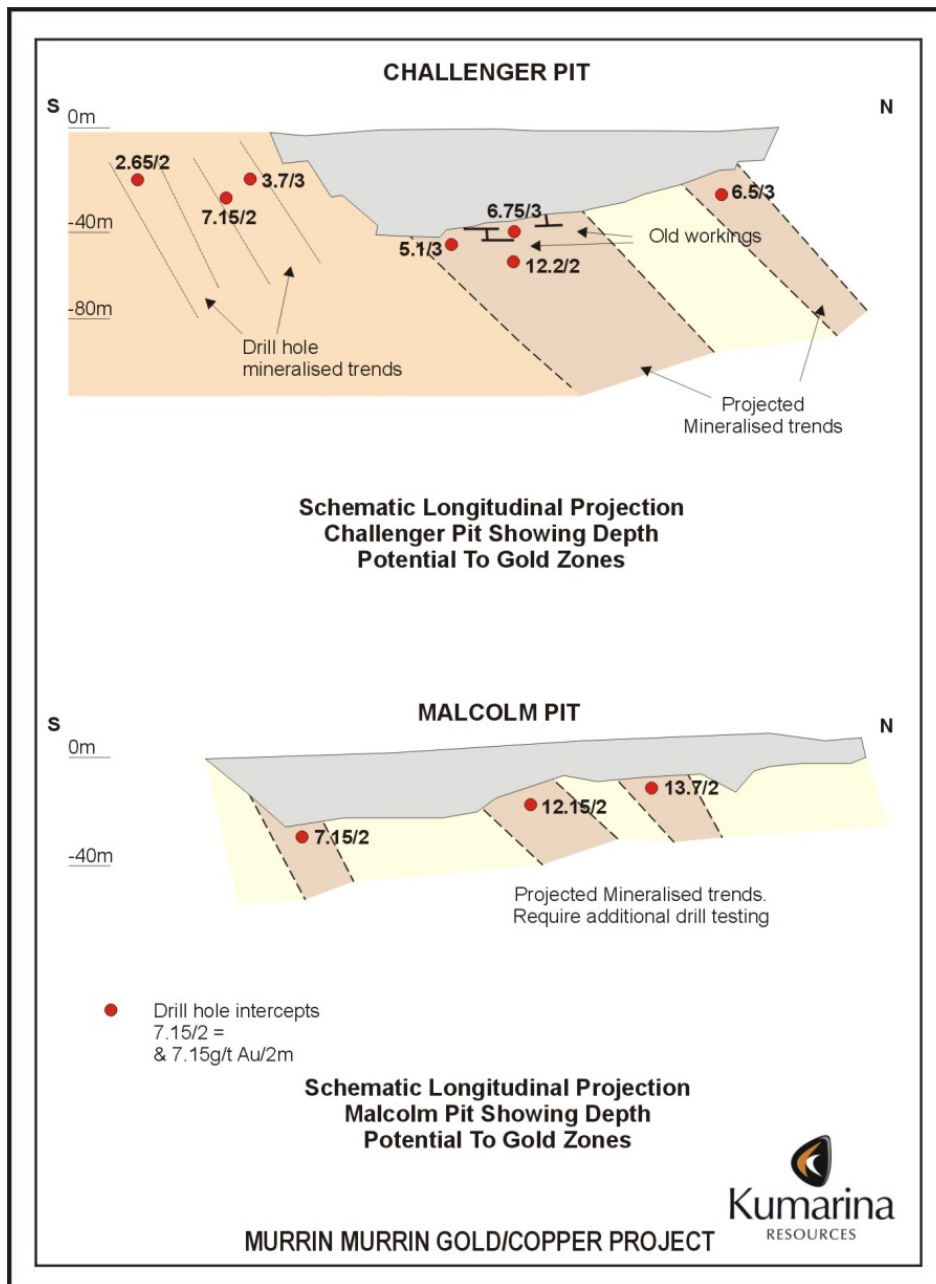 CHALLENGER PIT
S
N
0m
2.65/2
3.7/3
6.5/3
7.15/2
6.75/3
-40m
5.1/3
Old workings
12.2/2
-80m
Drill hole
mineralised trends
Projected
Mineralised trends
Schematic Longitudinal Projection
Challenger Pit Showing Depth
Potential To Gold Zones
MALCOLM PIT
S
N
0m
13.7/2
12.15/2
7.15/2
-40m
Projected Mineralised trends.
Require additional drill testing
Drill hole intercepts
7.15/2 =
& 7.15g/t Au/2m
Schematic Longitudinal Projection
Malcolm Pit Showing Depth
Potential To Gold Zones
Kumarina
RESOURCES
MURRIN MURRIN GOLD/COPPER PROJECT